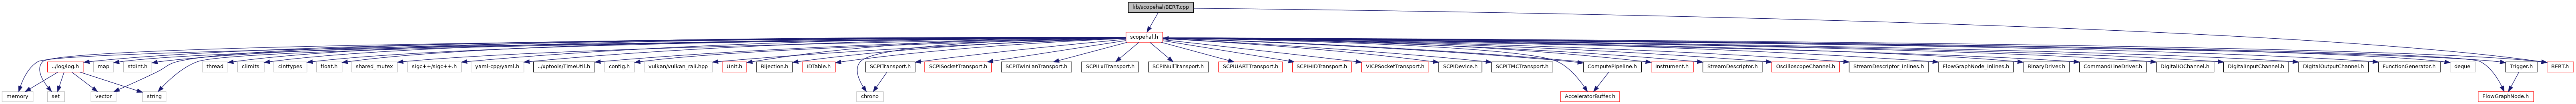 lib/scopehal/BERT.cpp
scopehal.h
../log/log.h
map
stdint.h
thread
climits
cinttypes
float.h
shared_mutex
sigc++/sigc++.h
yaml-cpp/yaml.h
../xptools/TimeUtil.h
config.h
vulkan/vulkan_raii.hpp
Unit.h
Bijection.h
IDTable.h
SCPITransport.h
SCPISocketTransport.h
SCPITwinLanTransport.h
SCPILxiTransport.h
SCPINullTransport.h
SCPIUARTTransport.h
SCPIHIDTransport.h
VICPSocketTransport.h
SCPIDevice.h
SCPITMCTransport.h
ComputePipeline.h
Instrument.h
StreamDescriptor.h
OscilloscopeChannel.h
StreamDescriptor_inlines.h
FlowGraphNode_inlines.h
BinaryDriver.h
CommandLineDriver.h
DigitalIOChannel.h
DigitalInputChannel.h
DigitalOutputChannel.h
FunctionGenerator.h
deque
Trigger.h
BERT.h
memory
set
vector
string
chrono
AcceleratorBuffer.h
FlowGraphNode.h